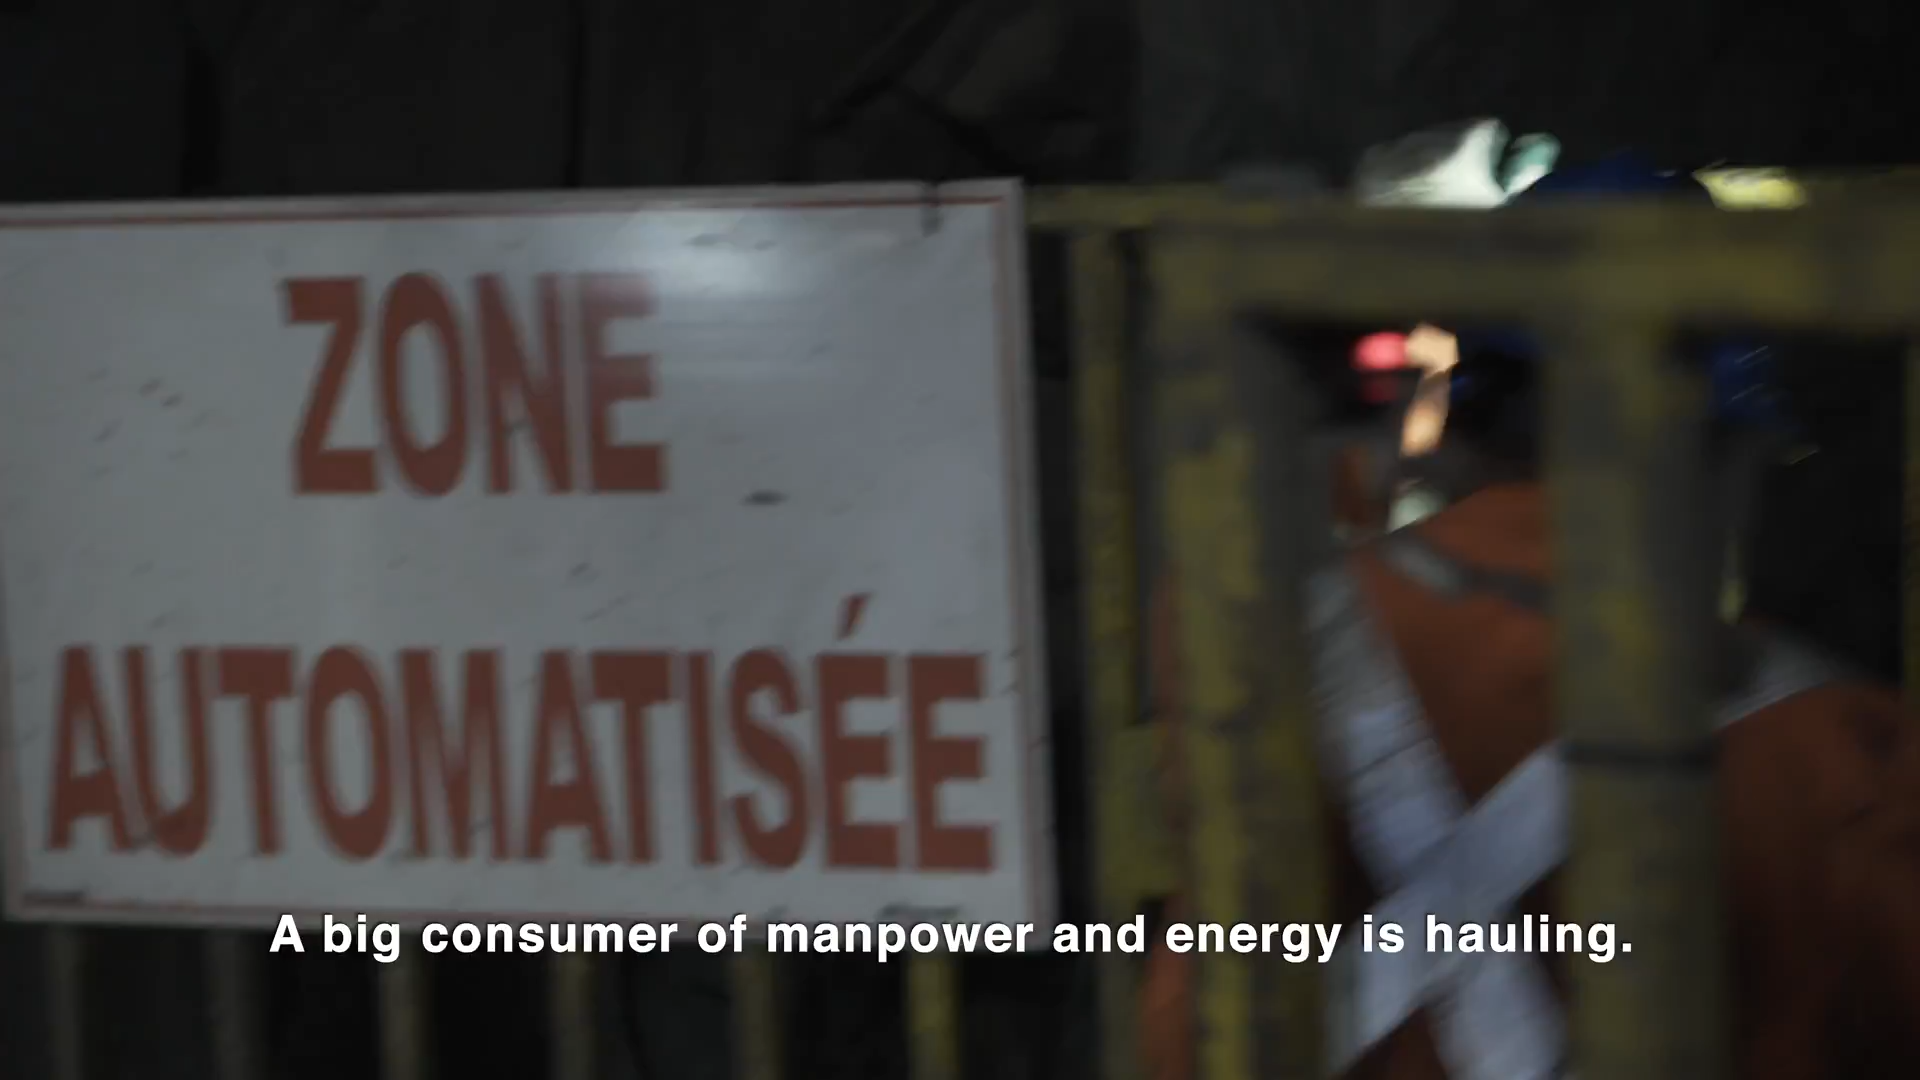 ZONE
AUTOMATISÉE
A big consumer of manpower and energy is hauling.